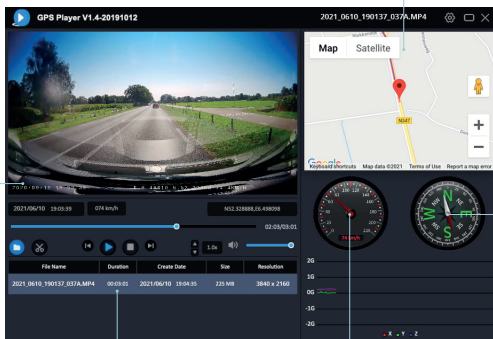 GPS Player V1.4-20191012
2021_0610_190137_037A.MP4
Map Satellite
N347
Google
Keyboard shortcuts Map data ©2021 Terms of Use Report a map error
2021/06/10 19:03:39
074 km/h
N52.328888,E6.498098
02:03/03:01
1.0x
74km/h
N
E
S
W
File Name Duration Create Date Size Resolution
2021_0610_190137_037A.MP4 00:03:01 2021/06/10 19:04:35 225 MB 3840 x 2160
2G
1G
0G
-1G
-2G
X Y Z